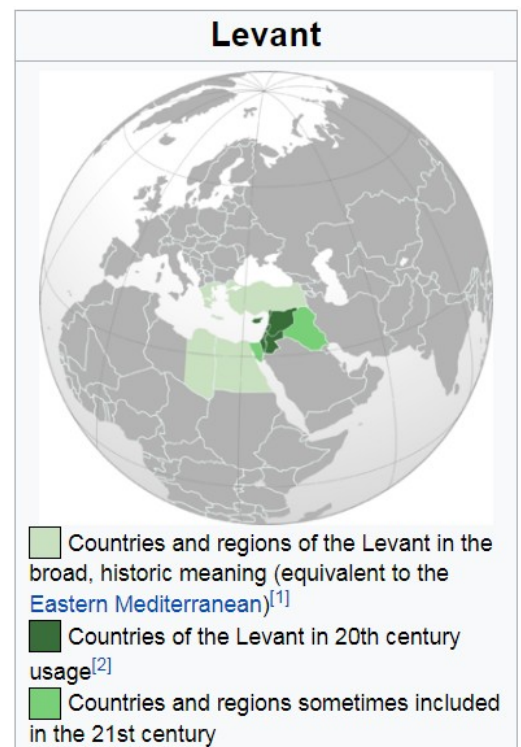 Levant
Countries and regions of the Levant in the
broad, historic meaning (equivalent to the
Eastern Mediterranean)[1]
Countries of the Levant in 20th century
usage[2]
Countries and regions sometimes included
in the 21st century